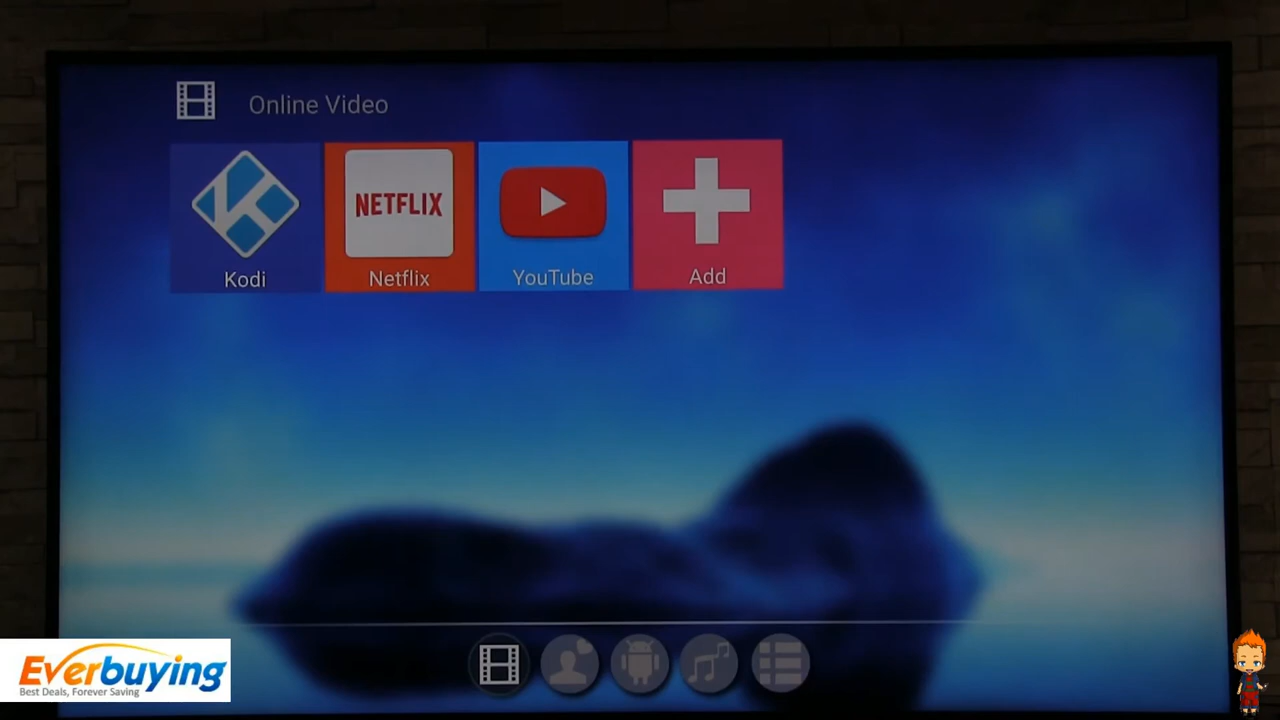 Online Video
NETFLIX
Kodi
Netflix
YouTube
Add
Everbuying
Best Deals, Forever Saving